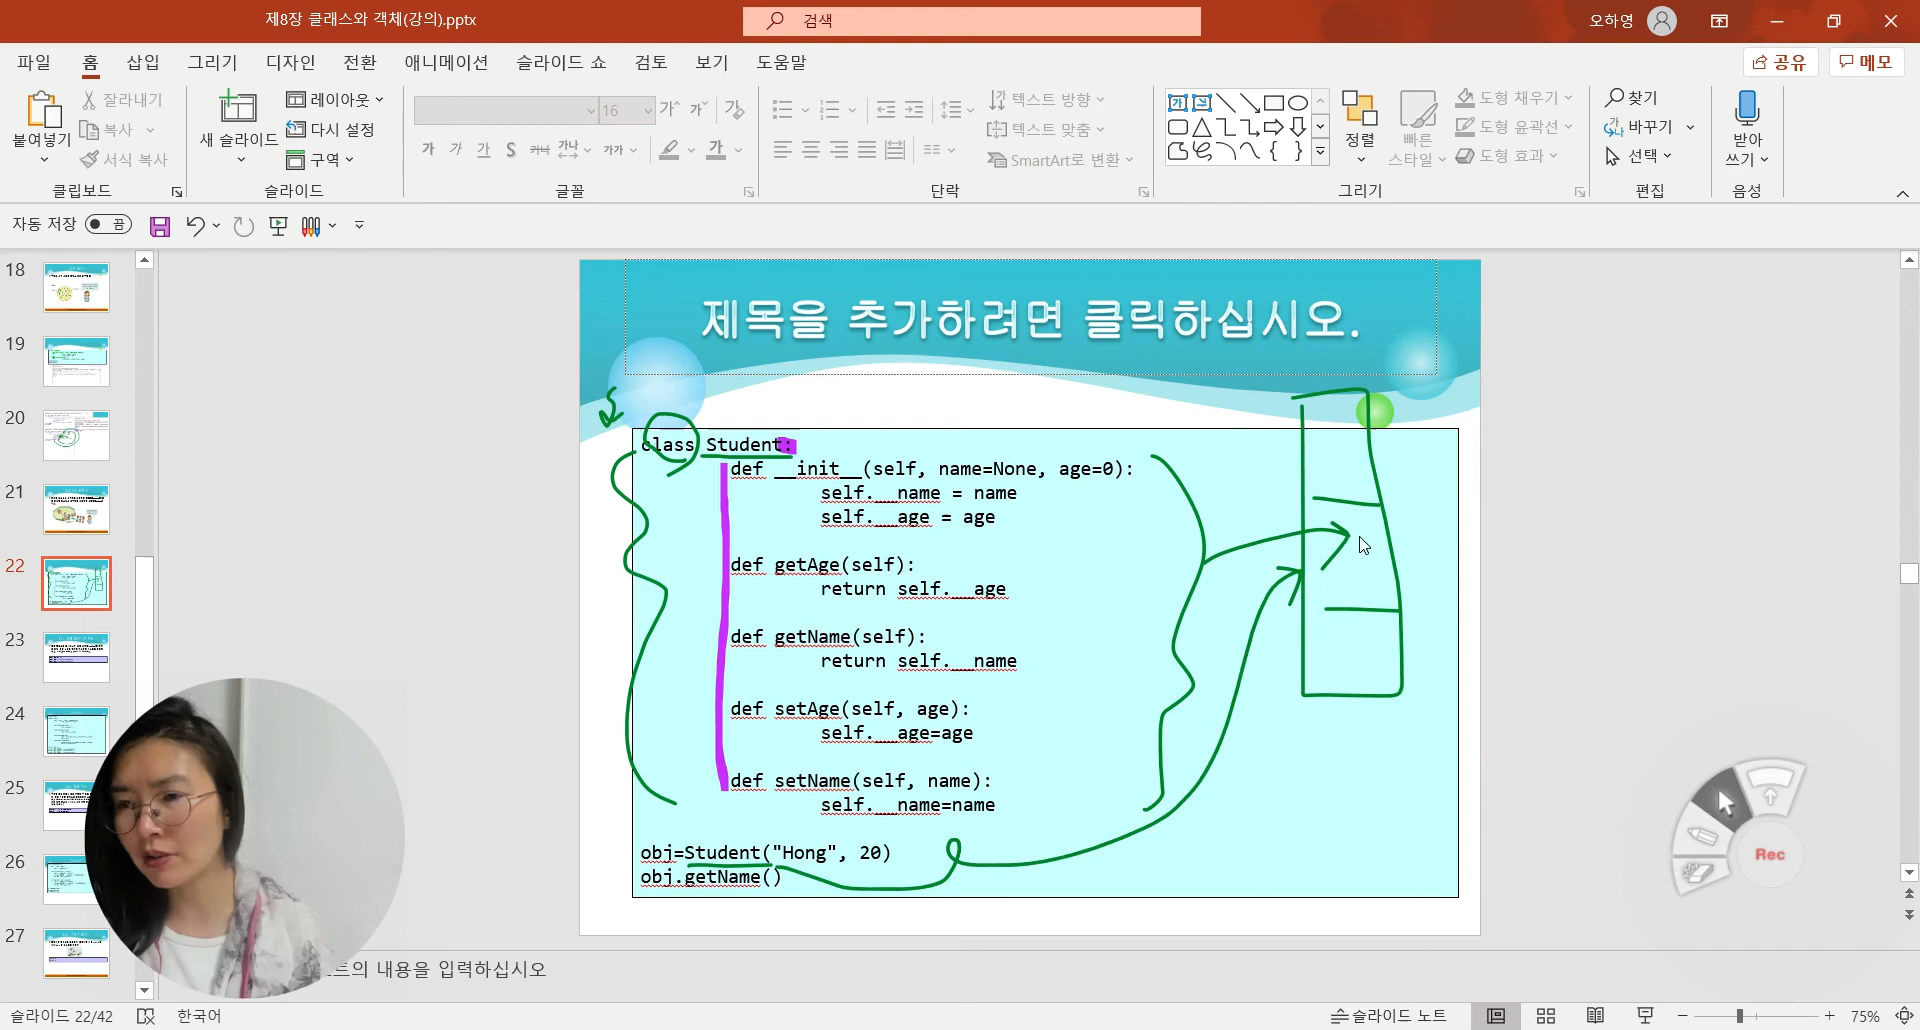 제8장 클래스와 객체(강의).pptx
검색
오하영
파일 홈 삽입 그리기 디자인 전환 애니메이션 슬라이드 쇼 검토 보기 도움말
공유 메모
붙여넣기
잘라내기
복사
서식 복사
클립보드
새 슬라이드
레이아웃
다시 설정
구역
슬라이드
16
가 가
가 가 가 S 가나 가나 가가 가
글꼴
텍스트 방향
텍스트 맞춤
SmartArt로 변환
단락
가
정렬
빠른 스타일
도형 채우기
도형 윤곽선
도형 효과
그리기
찾기
바꾸기
선택
편집
받아쓰기
음성
자동 저장 끔
18
19
20
21
22
23
24
25
26
27
제목을 추가하려면 클릭하십시오.
class Student:
def __init__(self, name=None, age=0):
self.__name = name
self.__age = age
def getAge(self):
return self.__age
def getName(self):
return self.__name
def setAge(self, age):
self.__age=age
def setName(self, name):
self.__name=name
obj=Student("Hong", 20)
obj.getName()
Rec
트의 내용을 입력하십시오
슬라이드 22/42 한국어
슬라이드 노트
75%